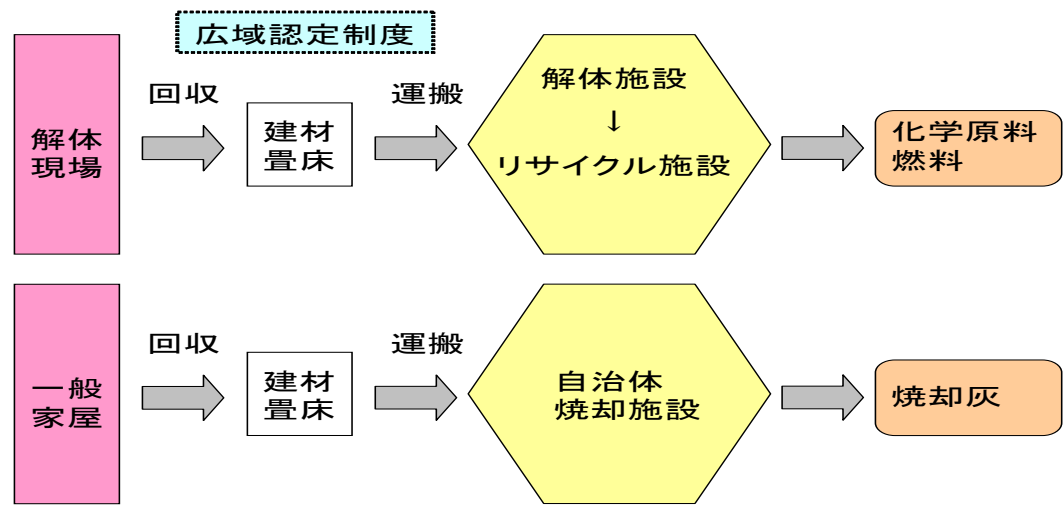 広域認定制度
解体
現場
回収
建材
畳床
運搬
解体施設
↓
リサイクル施設
化学原料
燃料
一般
家屋
回収
建材
畳床
運搬
自治体
焼却施設
焼却灰